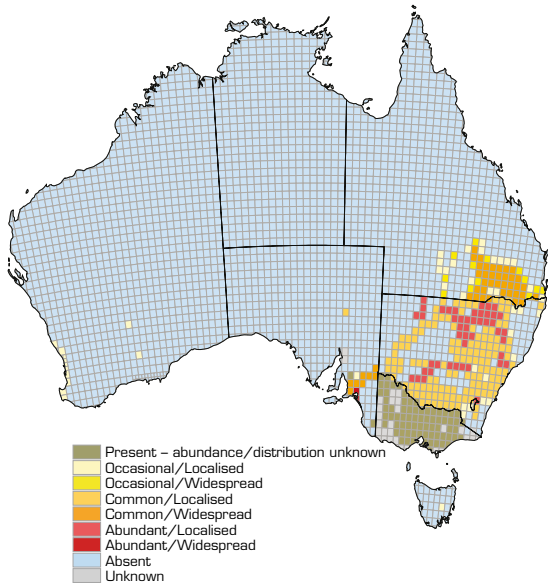 Present – abundance/distribution unknown
Occasional/Localised
Occasional/Widespread
Common/Localised
Common/Widespread
Abundant/Localised
Abundant/Widespread
Absent
Unknown